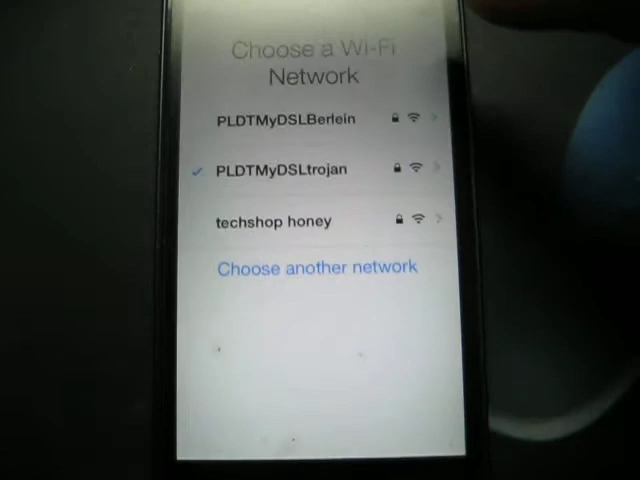 Choose a Wi-Fi
Network
PLDTMyDSLBerlein
PLDTMyDSLtrojan
techshop honey
Choose another network